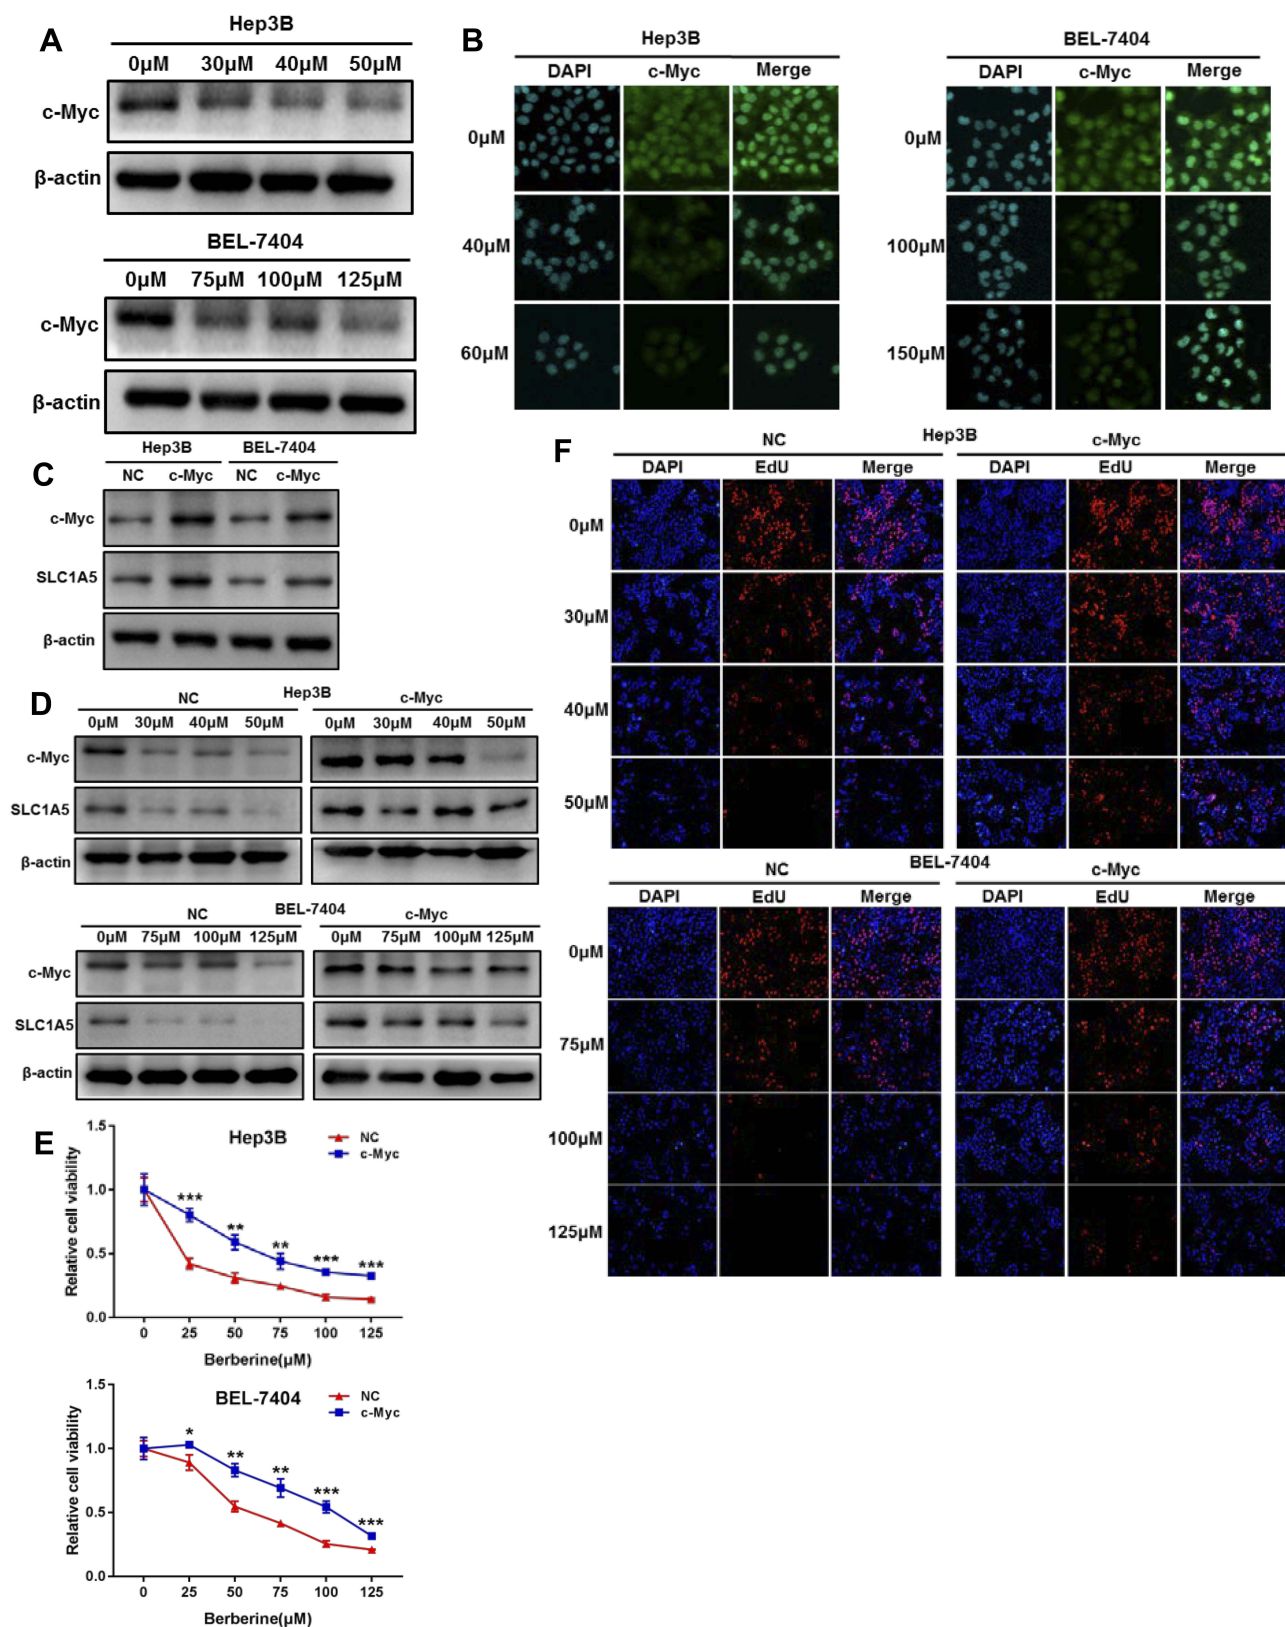 A
Hep3B
0μM 30μM 40μM 50μM
c-Myc
β-actin
BEL-7404
0μM 75μM 100μM 125μM
c-Myc
β-actin
B
Hep3B
DAPI c-Myc Merge
0μM
40μM
60μM
BEL-7404
DAPI c-Myc Merge
0μM
100μM
150μM
C
Hep3B BEL-7404
NC c-Myc NC c-Myc
c-Myc
SLC1A5
β-actin
D
NC Hep3B c-Myc
0μM 30μM 40μM 50μM 0μM 30μM 40μM 50μM
c-Myc
SLC1A5
β-actin
NC BEL-7404 c-Myc
0μM 75μM 100μM 125μM 0μM 75μM 100μM 125μM
c-Myc
SLC1A5
β-actin
E
Hep3B
NC
c-Myc
Relative cell viability
1.5
1.0
0.5
0.0
*** ** ** *** ***
0 25 50 75 100 125
Berberine(μM)
BEL-7404
NC
c-Myc
Relative cell viability
1.5
1.0
0.5
0.0
* ** ** *** ***
0 25 50 75 100 125
Berberine(μM)
F
NC Hep3B c-Myc
DAPI EdU Merge DAPI EdU Merge
0μM
30μM
40μM
50μM
NC BEL-7404 c-Myc
DAPI EdU Merge DAPI EdU Merge
0μM
75μM
100μM
125μM